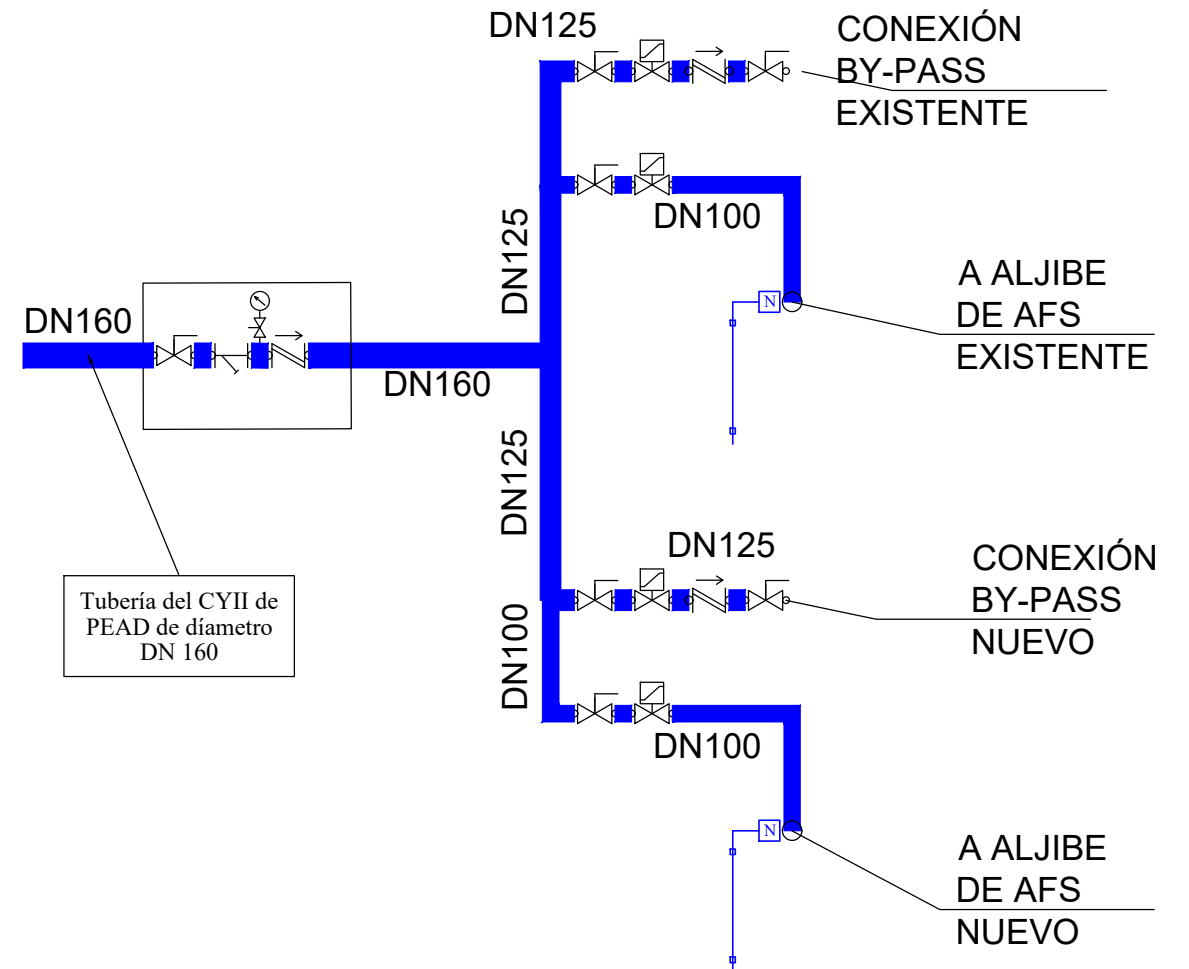 DN125
CONEXIÓN
BY-PASS
EXISTENTE
DN100
DN125
A ALJIBE
DE AFS
EXISTENTE
N
DN160
DN160
DN125
DN125
CONEXIÓN
BY-PASS
NUEVO
Tubería del CYII de
PEAD de díametro
DN 160
DN100
DN100
N
A ALJIBE
DE AFS
NUEVO